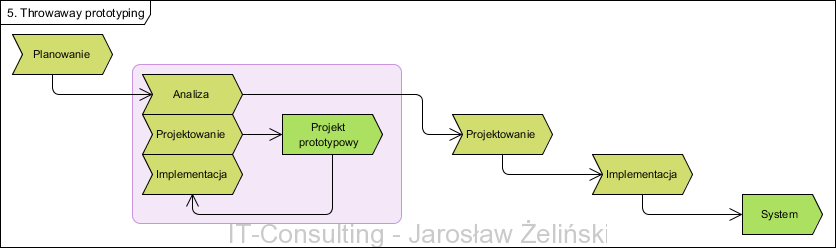 5. Throwaway prototyping
Planowanie
Analiza
Projektowanie
Implementacja
Projekt
prototypowy
Projektowanie
Implementacja
System
IT-Consulting - Jarosław Żeliński